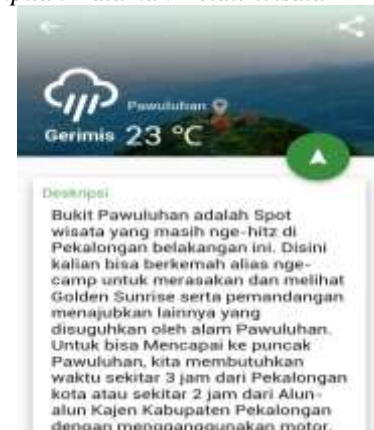 Pawuluhan
Gerimis 23 °C
Deskripsi
Bukit Pawuluhan adalah Spot
wisata yang masih nge-hitz di
Pekalongan belakangan ini. Disini
kalian bisa berkemah alias nge-
camp untuk merasakan dan melihat
Golden Sunrise serta pemandangan
menajubkan lainnya yang
disuguhkan oleh alam Pawuluhan.
Untuk bisa Mencapai ke puncak
Pawuluhan, kita membutuhkan
waktu sekitar 3 jam dari Pekalongan
kota atau sekitar 2 jam dari Alun-
alun Kajen Kabupaten Pekalongan
dengan mengganggunakan motor.